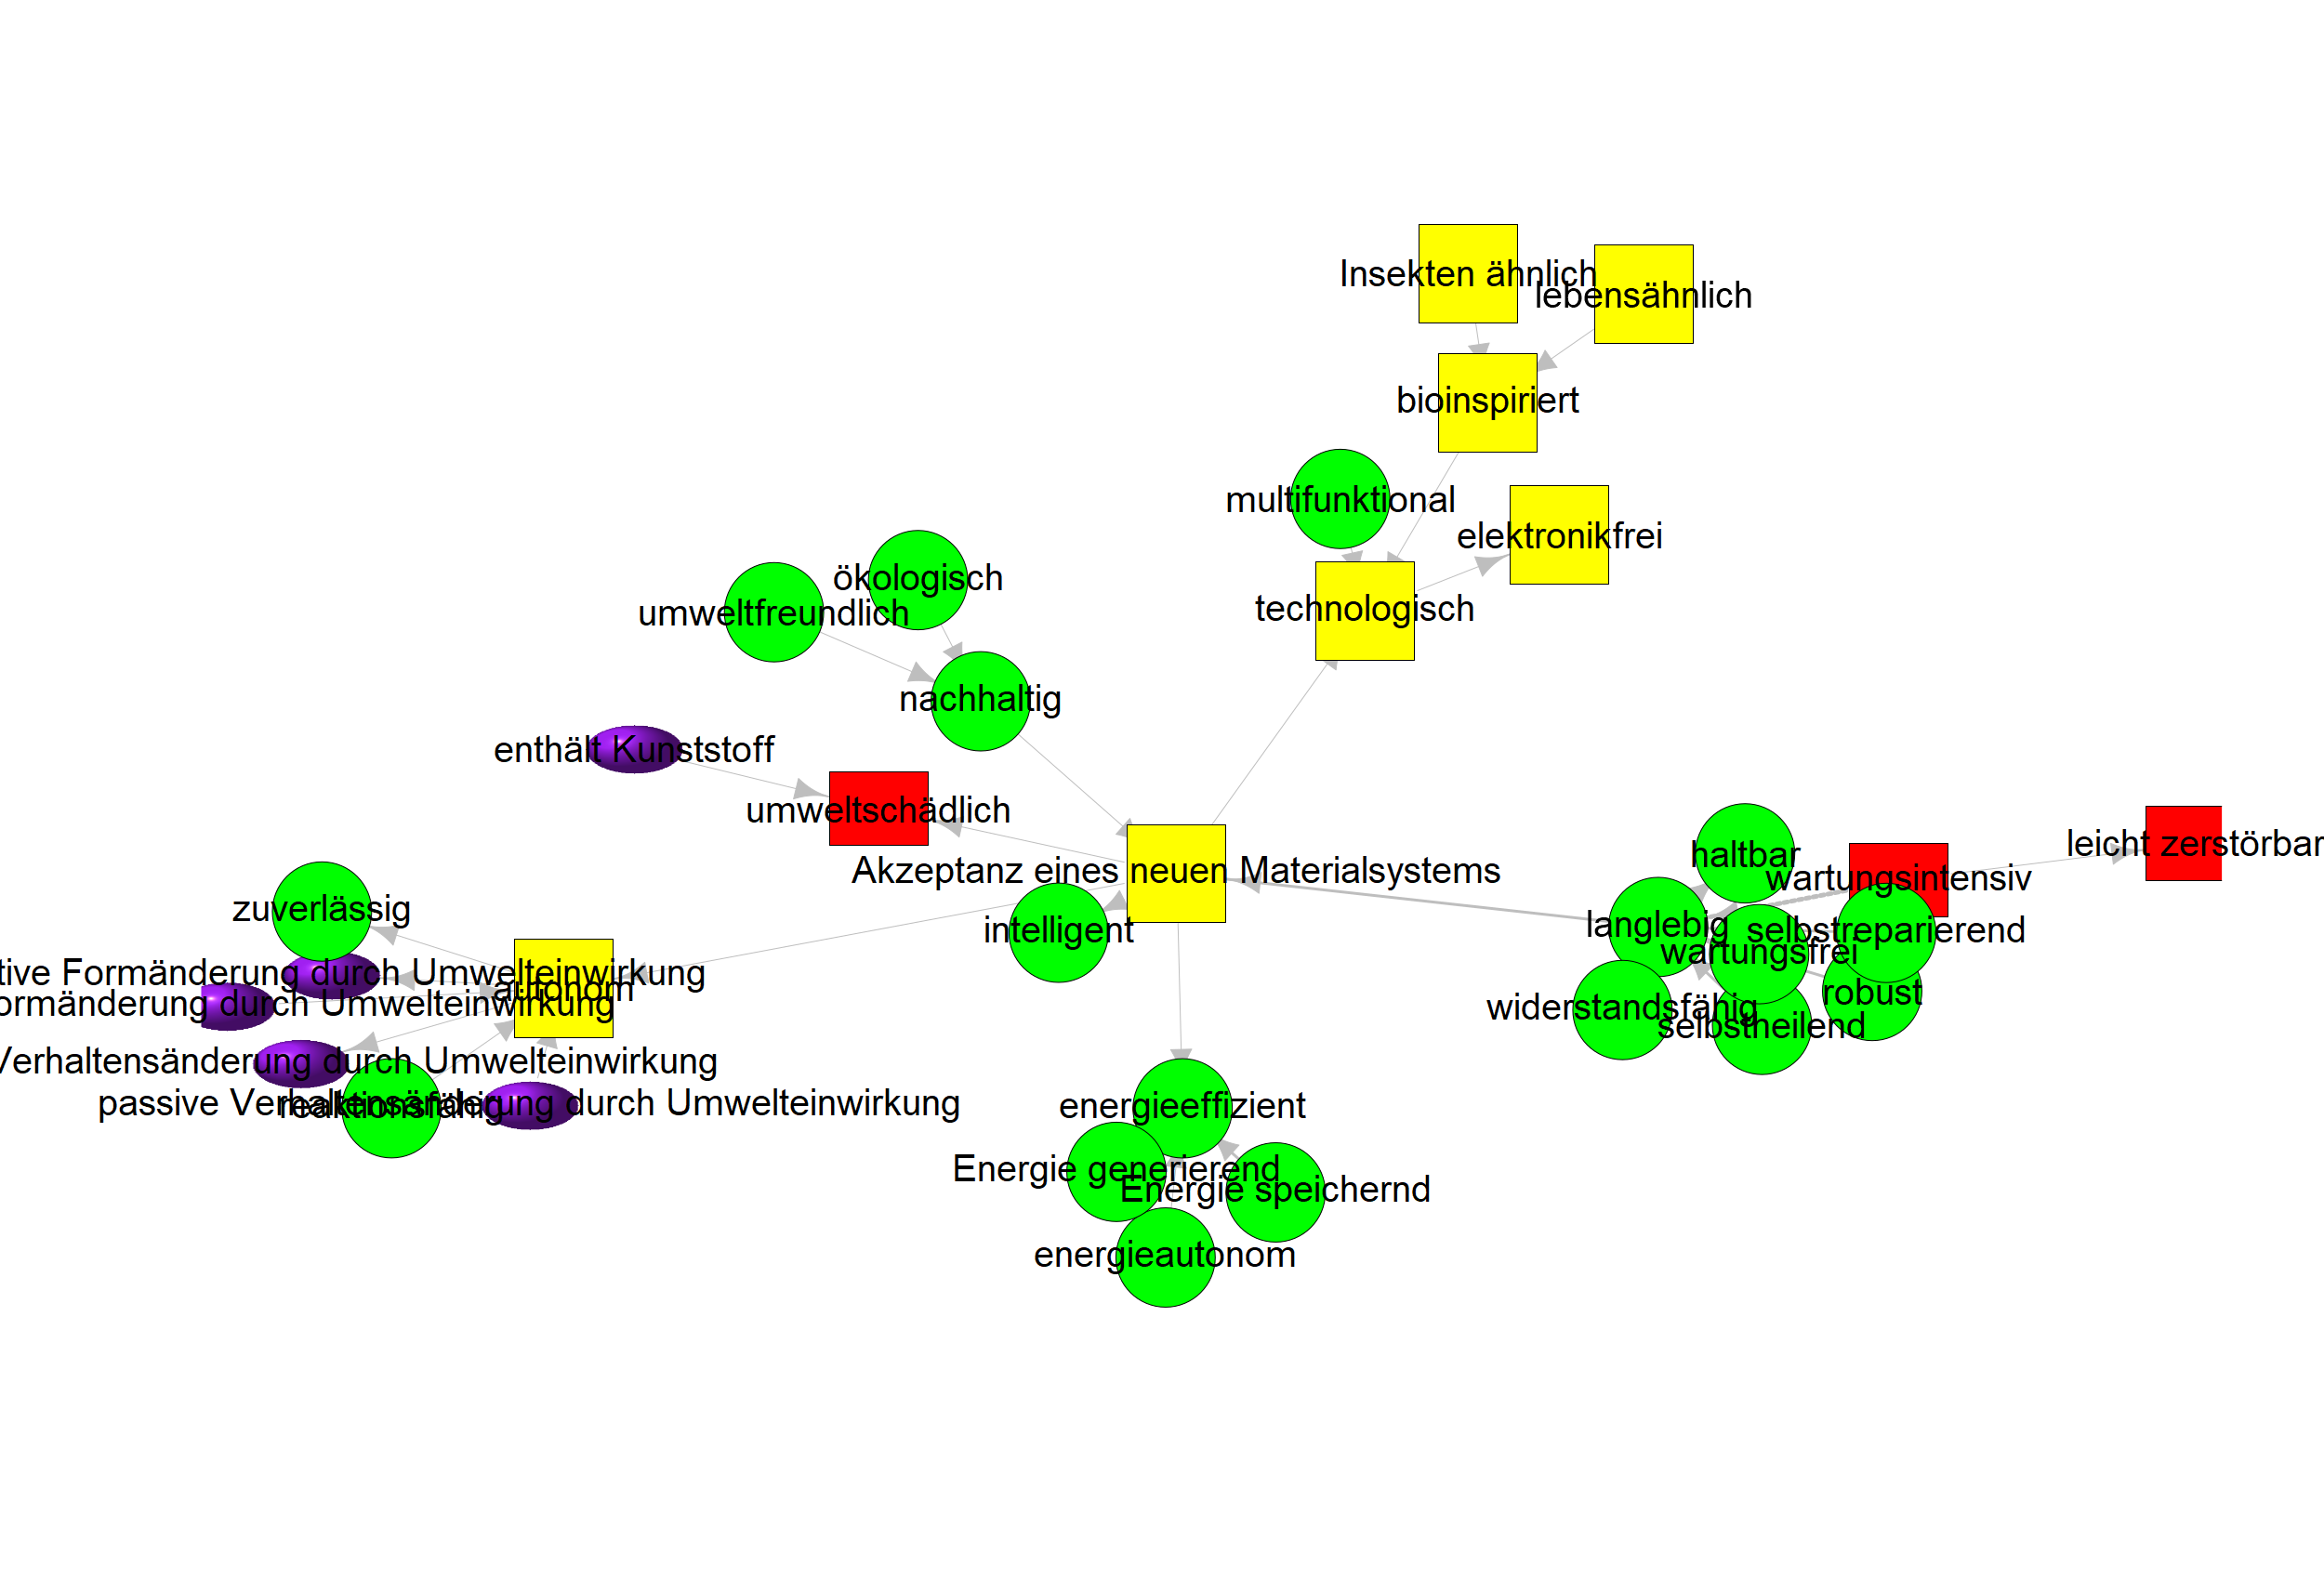 Insekten ähnlich
lebensähnlich
bioinspiriert
multifunktional
elektronikfrei
ökologisch
umweltfreundlich
technologisch
nachhaltig
enthält Kunststoff
umweltschädlich
Akzeptanz eines neuen Materialsystems
haltbar
leicht zerstörbar
wartungsintensiv
zuverlässig
intelligent
langlebig
selbstreparierend
wartungsfrei
tive Formänderung durch Umwelteinwirkung
autonom
ormänderung durch Umwelteinwirkung
robust
widerstandsfähig
selbstheilend
Verhaltensänderung durch Umwelteinwirkung
passive Verhaltensänderung durch Umwelteinwirkung
reaktionsfähig
energieeffizient
Energie generierend
Energie speichernd
energieautonom